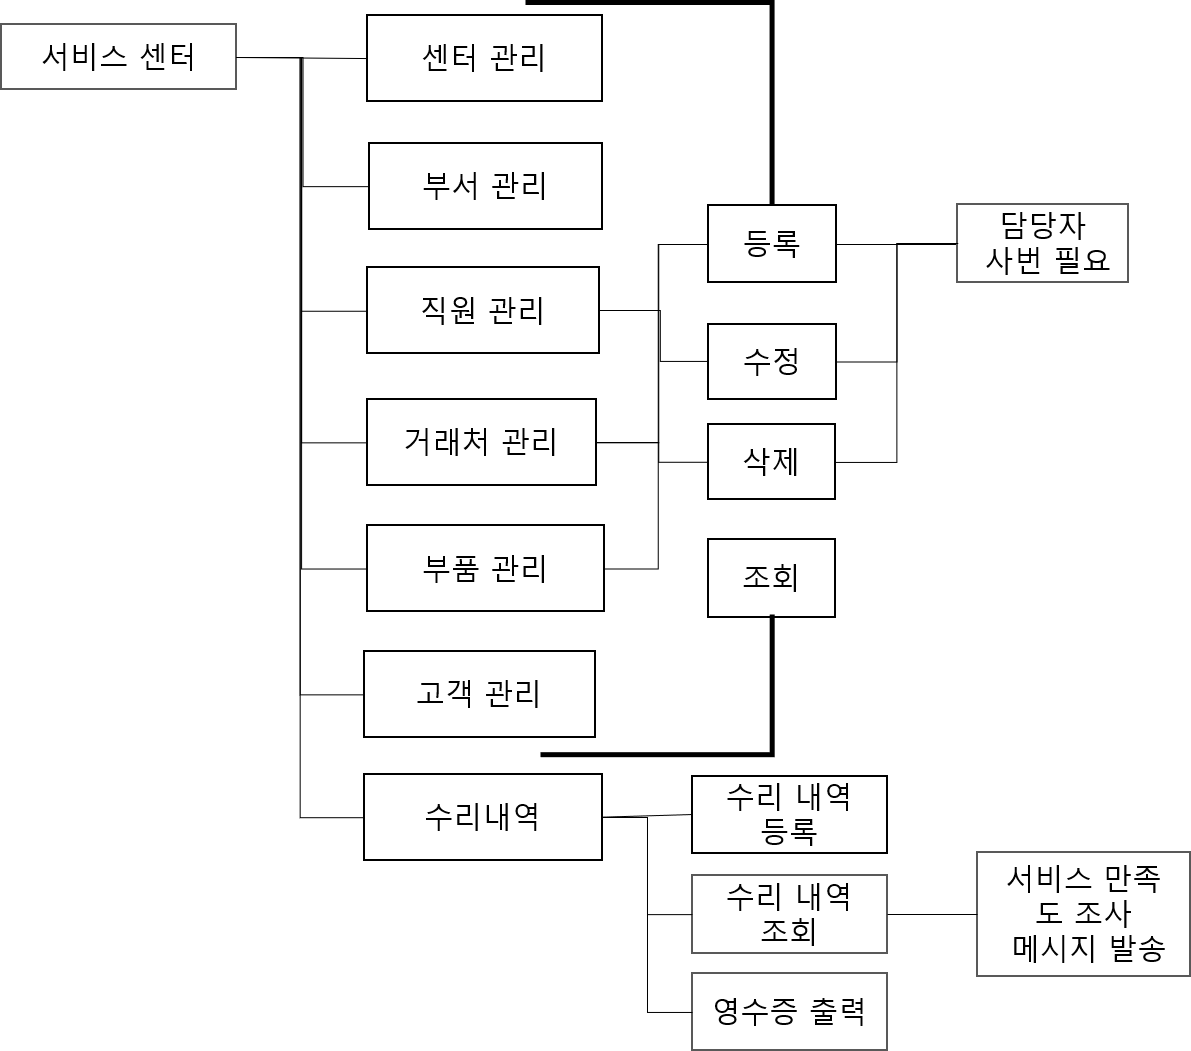 서비스 센터
센터 관리
부서 관리
직원 관리
거래처 관리
부품 관리
고객 관리
수리내역
등록
수정
삭제
조회
담당자
사번 필요
수리 내역
등록
수리 내역
조회
영수증 출력
서비스 만족
도 조사
메시지 발송